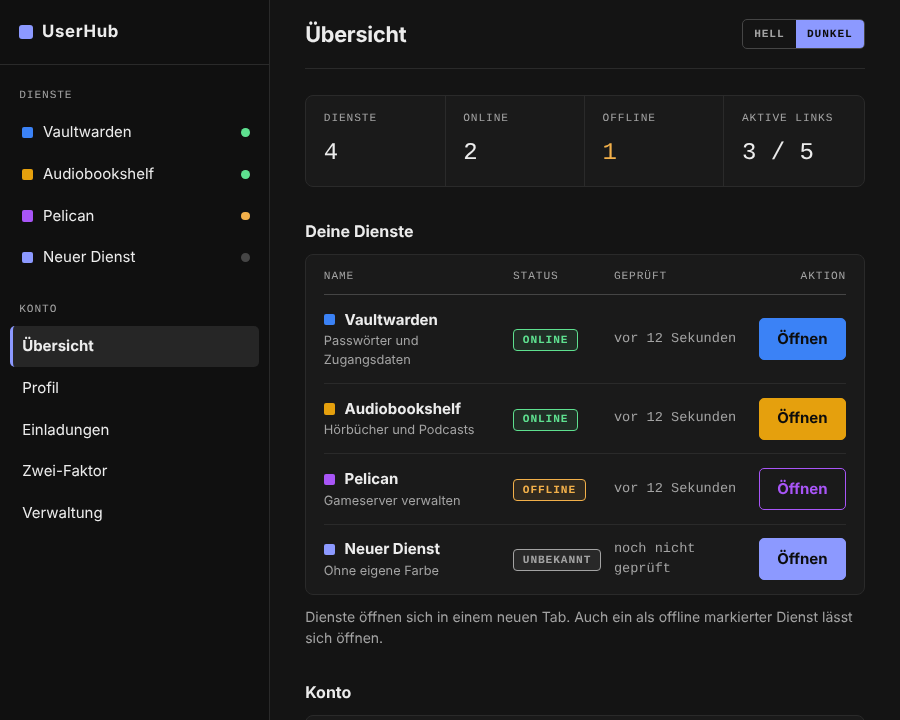 UserHub
DIENSTE
Vaultwarden
Audiobookshelf
Pelican
Neuer Dienst
KONTO
Übersicht
Profil
Einladungen
Zwei-Faktor
Verwaltung
Übersicht
HELL DUNKEL
DIENSTE ONLINE OFFLINE AKTIVE LINKS
4 2 1 3 / 5
Deine Dienste
NAME STATUS GEPRÜFT AKTION
Vaultwarden
Passwörter und
Zugangsdaten
ONLINE vor 12 Sekunden Öffnen
Audiobookshelf
Hörbücher und Podcasts
ONLINE vor 12 Sekunden Öffnen
Pelican
Gameserver verwalten
OFFLINE vor 12 Sekunden Öffnen
Neuer Dienst
Ohne eigene Farbe
UNBEKANNT noch nicht
geprüft
Öffnen
Dienste öffnen sich in einem neuen Tab. Auch ein als offline markierter Dienst lässt
sich öffnen.
Konto